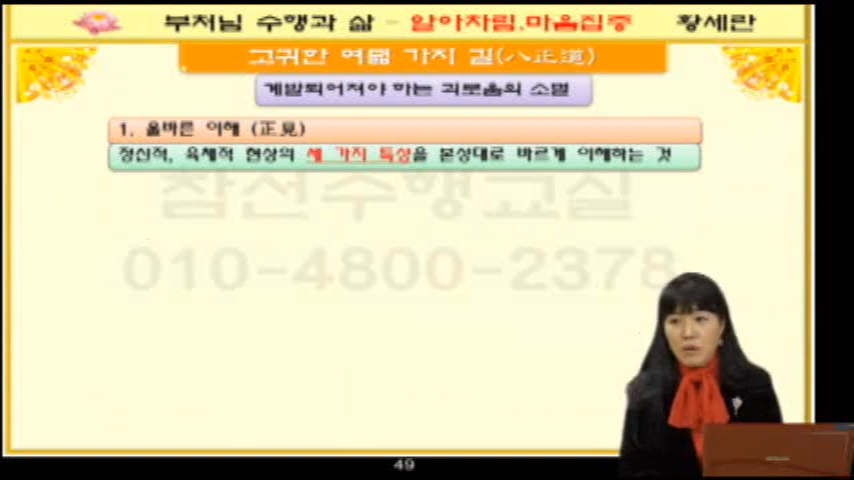 부처님 수행과 삶 - 알아차림.마음집중 황세란
고귀한 여덟 가지 길(八正道)
계발되어져야 하는 괴로움의 소멸
1. 올바른 이해 (正見)
정신적, 육체적 현상의 세 가지 특상을 본성대로 바르게 이해하는 것
참선수행교실
010-4800-2378
49